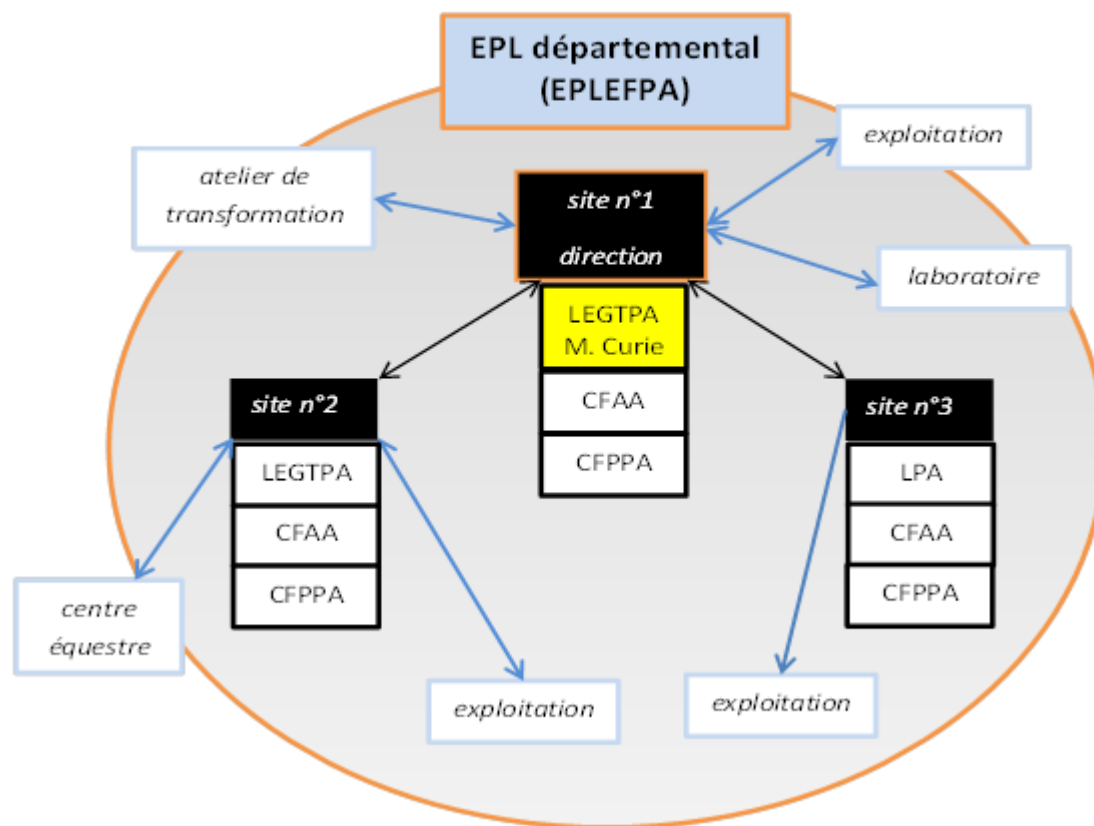 EPL départemental
(EPLEFPA)
exploitation
atelier de
transformation
site n°1
direction
laboratoire
LEGTPA
M. Curie
CFAA
CFPPA
site n°2
LEGTPA
CFAA
CFPPA
site n°3
LPA
CFAA
CFPPA
centre
équestre
exploitation
exploitation